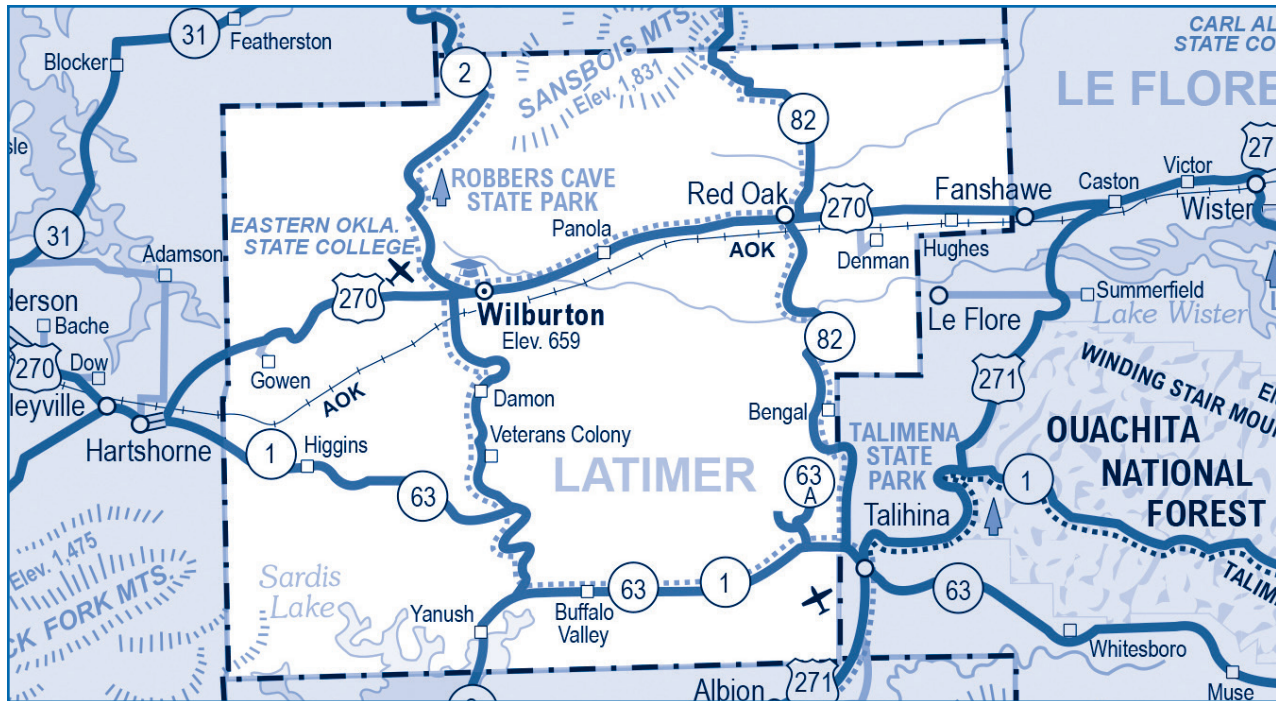 31
Featherston
Blocker
2
SANSBOIS MTS.
Elev. 1,831
82
CARL AL
STATE CO
LE FLORE
271
Victor
Caston
Wister
ROBBERS CAVE
STATE PARK
Red Oak
270
Fanshawe
EASTERN OKLA.
STATE COLLEGE
Panola
AOK
Denman
Hughes
31
Adamson
270
Wilburton
Elev. 659
82
Le Flore
Summerfield
Lake Wister
derson
Bache
270
Dow
leyville
Gowen
AOK
Hartshorne
Damon
Bengal
271
WINDING STAIR MOU
1
Higgins
Veterans Colony
63
LATIMER
63
A
TALIMENA
STATE
PARK
Talihina
OUACHITA
NATIONAL
FOREST
1
Elev. 1,475
CK FORK MTS.
Sardis
Lake
Yanush
Buffalo
Valley
63
1
63
TALIM
Whitesboro
Muse
Albion
271